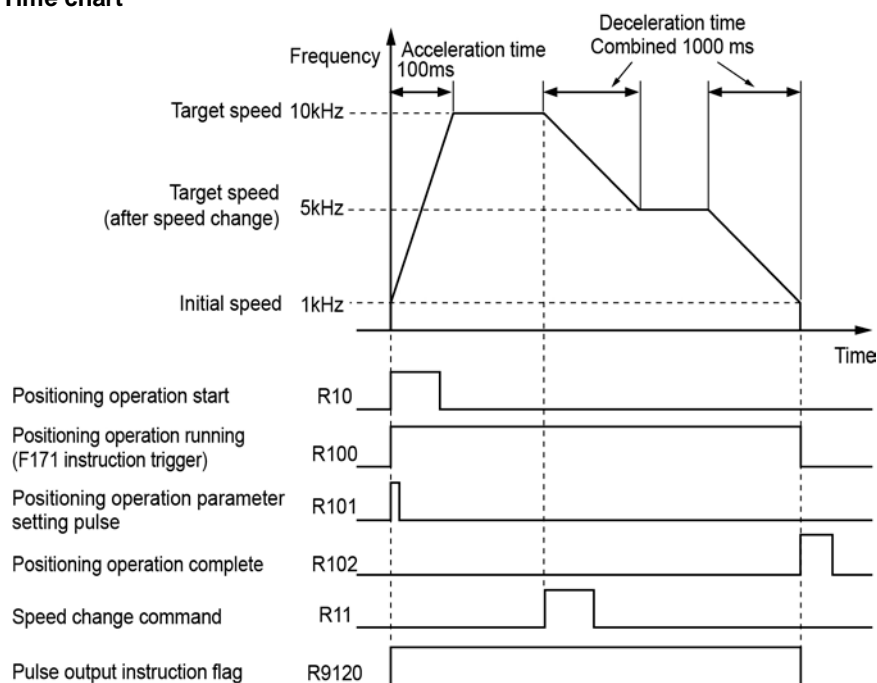 Time chart
Deceleration time
Combined 1000 ms
Frequency
Acceleration time
100ms
Target speed 10kHz
Target speed
(after speed change)
5kHz
Initial speed 1kHz
Time
Positioning operation start R10
Positioning operation running
(F171 instruction trigger)
R100
Positioning operation parameter
setting pulse
R101
Positioning operation complete R102
Speed change command R11
Pulse output instruction flag R9120